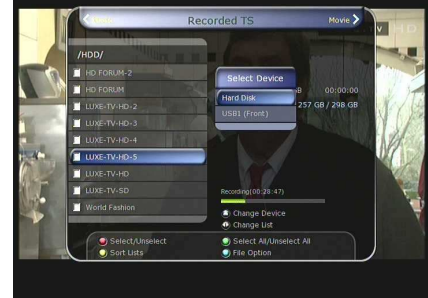 Recorded TS
Movie
/HDD/
HD FORUM-2
HD FORUM
LUXE-TV-HD-2
LUXE-TV-HD-3
LUXE-TV-HD-4
LUXE-TV-HD-5
LUXE-TV-HD
LUXE-TV-SD
World Fashion
Select Device
Hard Disk
USB1 (Front)
00:00:00
257 GB / 298 GB
Recording(00:28:47)
Change Device
Change List
Select/Unselect
Select All/Unselect All
Sort Lists
File Option